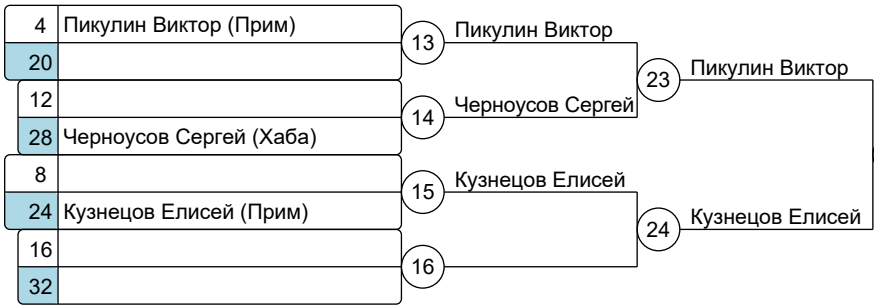 4 Пикулин Виктор (Прим)
20
12
28 Черноусов Сергей (Хаба)
8
24 Кузнецов Елисей (Прим)
16
32
13 Пикулин Виктор
14 Черноусов Сергей
15 Кузнецов Елисей
16
23 Пикулин Виктор
24 Кузнецов Елисей